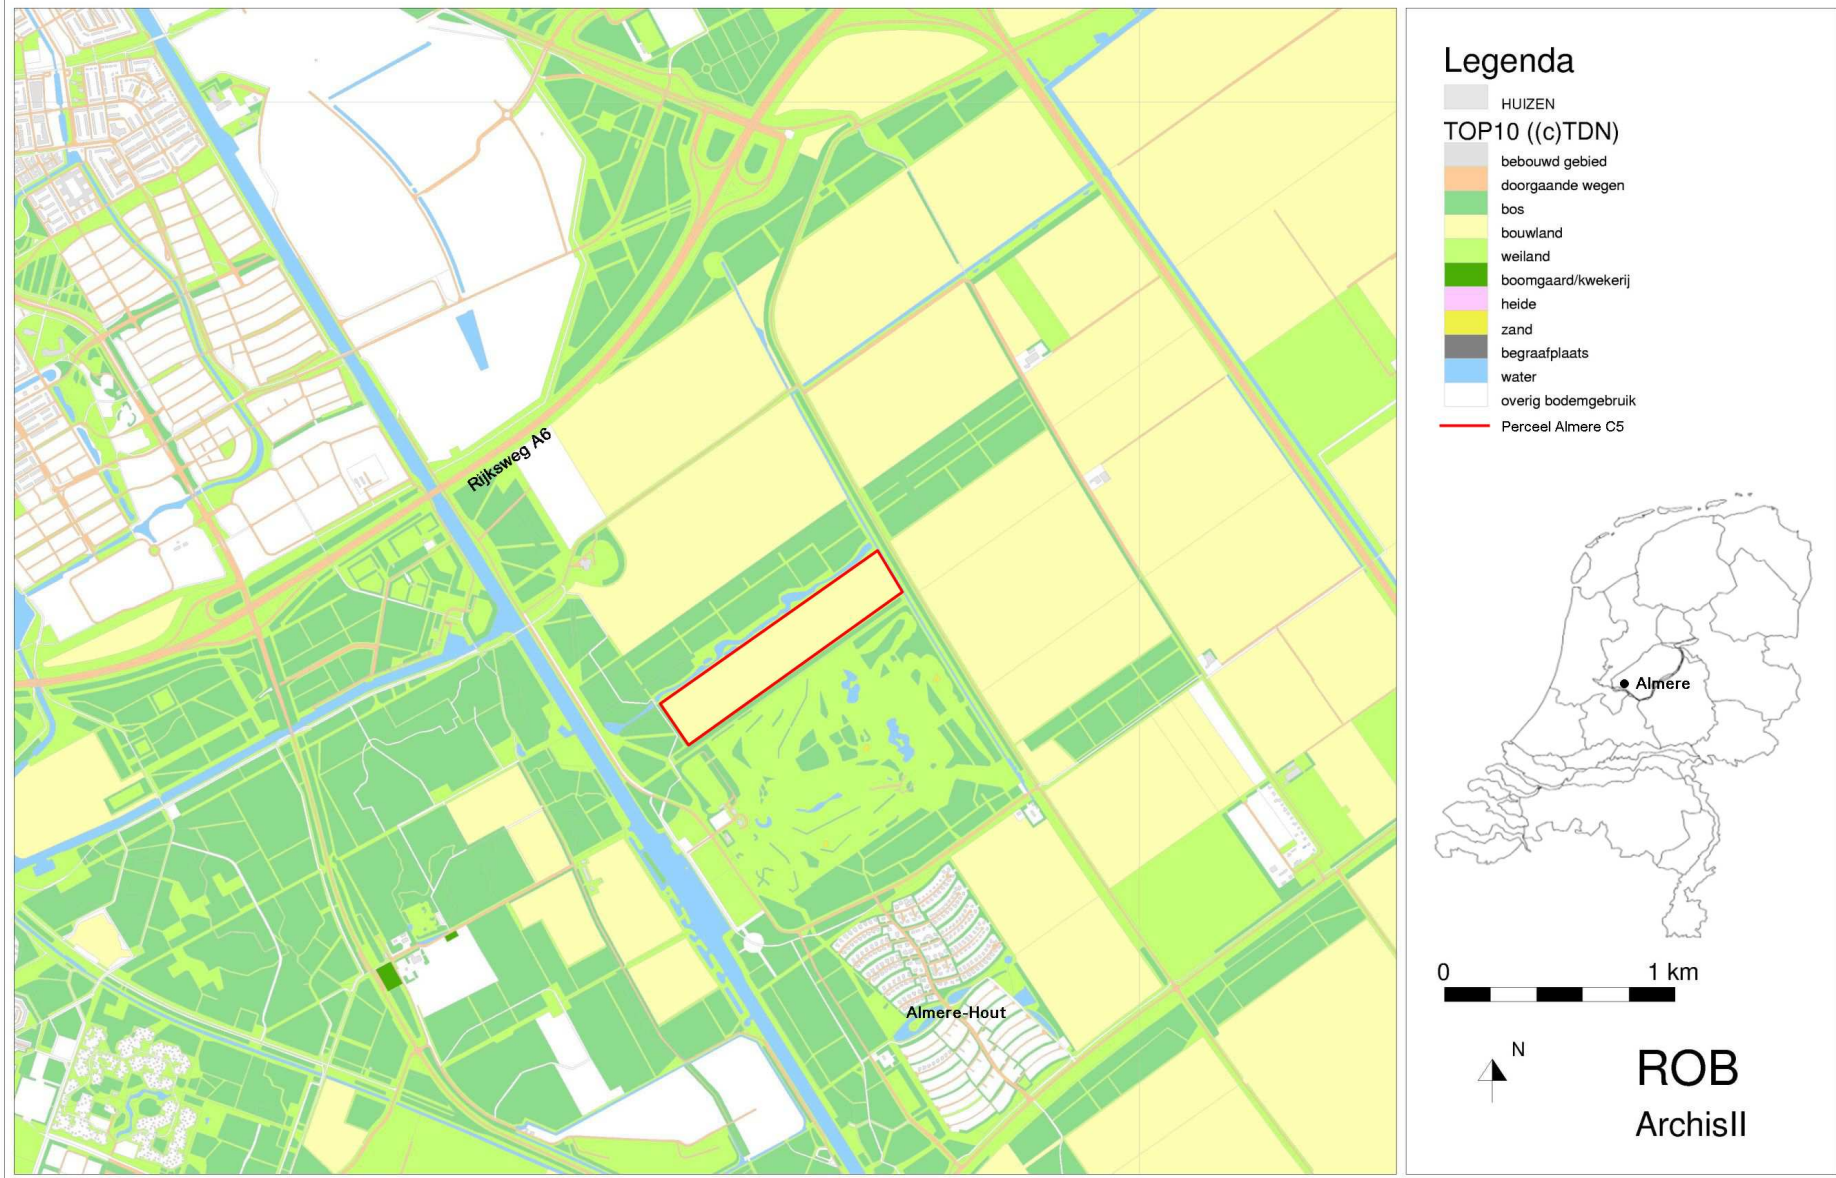 Rijksweg A6
Almere-Hout
Legenda
HUIZEN
TOP10 ((c)TDN)
bebouwd gebied
doorgaande wegen
bos
bouwland
weiland
boomgaard/kwekerij
heide
zand
begraafplaats
water
overig bodemgebruik
Perceel Almere C5
Almere
0 1 km
N
ROB
ArchisII